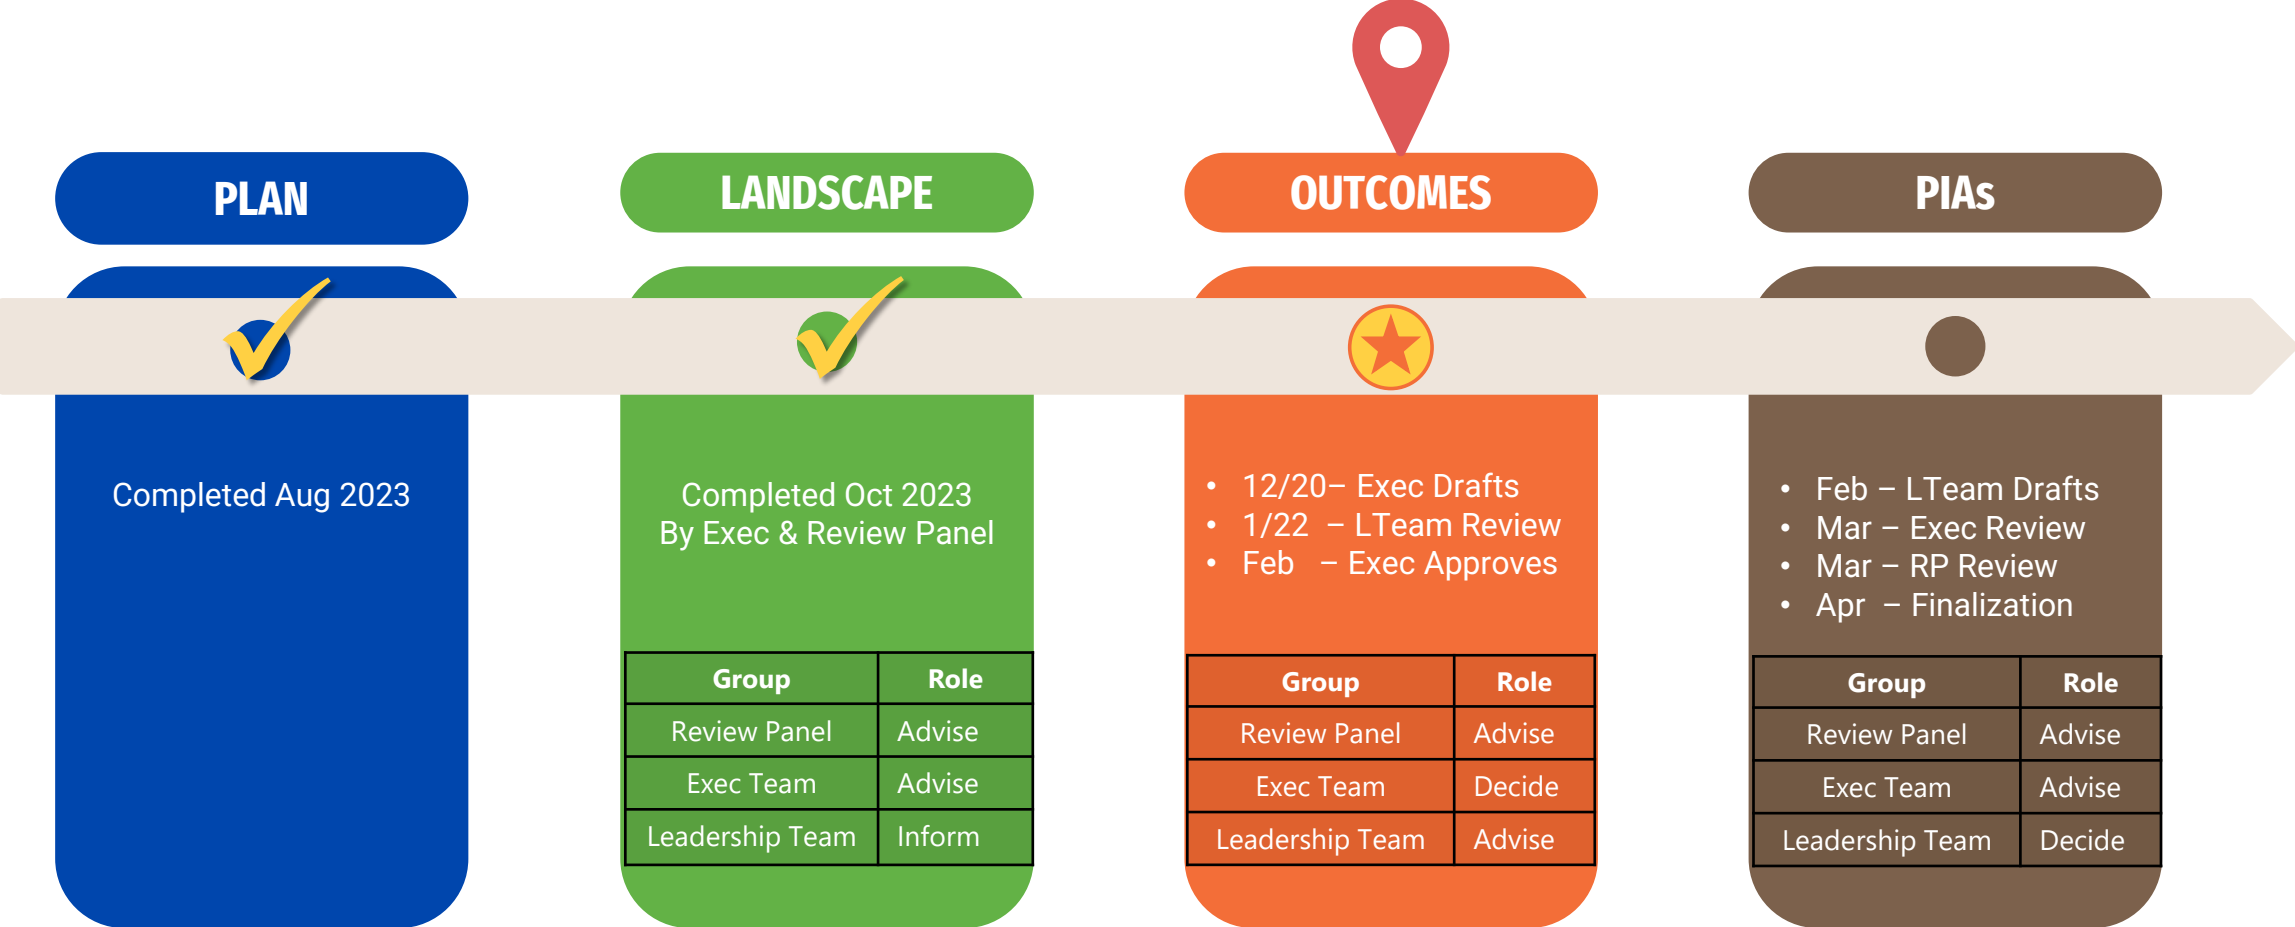 PLAN
Completed Aug 2023
LANDSCAPE
Completed Oct 2023
By Exec & Review Panel
Group Role
Review Panel Advise
Exec Team Advise
Leadership Team Inform
OUTCOMES
• 12/20– Exec Drafts
• 1/22 – LTeam Review
• Feb – Exec Approves
Group Role
Review Panel Advise
Exec Team Decide
Leadership Team Advise
PIAs
• Feb – LTeam Drafts
• Mar – Exec Review
• Mar – RP Review
• Apr – Finalization
Group Role
Review Panel Advise
Exec Team Advise
Leadership Team Decide